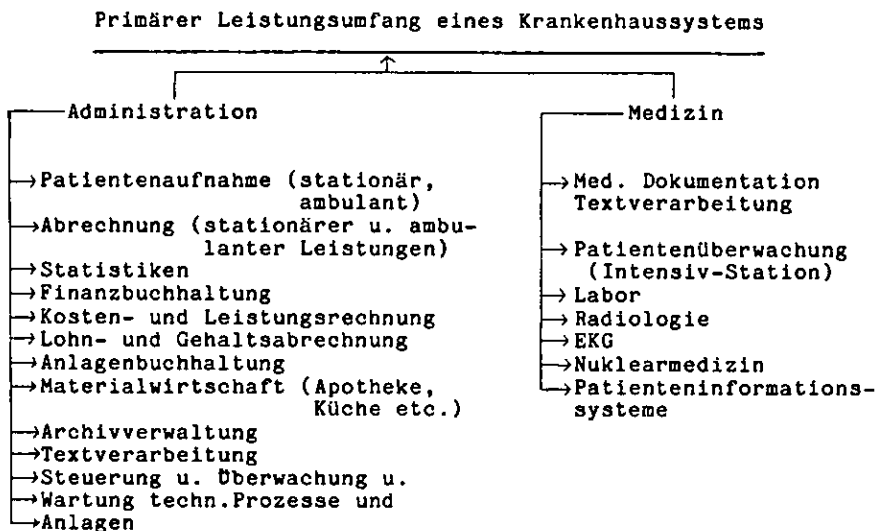 Primärer Leistungsumfang eines Krankenhaussystems
Administration
Patientenaufnahme (stationär,
ambulant)
Abrechnung (stationärer u. ambu-
lanter Leistungen)
Statistiken
Finanzbuchhaltung
Kosten- und Leistungsrechnung
Lohn- und Gehaltsabrechnung
Anlagenbuchhaltung
Materialwirtschaft (Apotheke,
Küche etc.)
Archivverwaltung
Textverarbeitung
Steuerung u. Überwachung u.
Wartung techn.Prozesse und
Anlagen
Medizin
Med. Dokumentation
Textverarbeitung
Patientenüberwachung
(Intensiv-Station)
Labor
Radiologie
EKG
Nuklearmedizin
Patienteninformations-
systeme